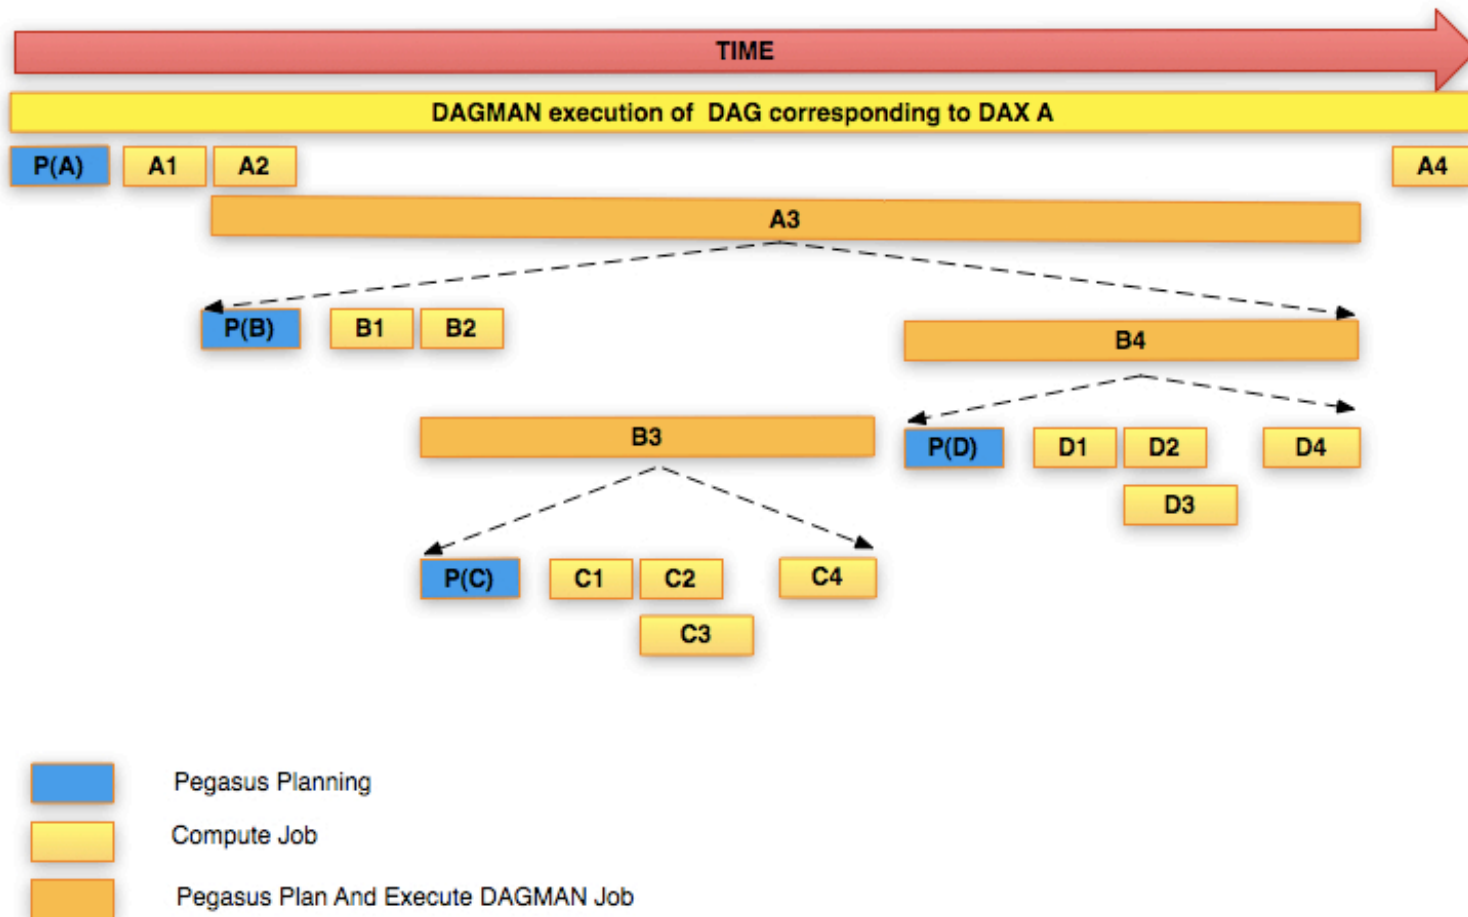 TIME
DAGMAN execution of DAG corresponding to DAX A
P(A) A1 A2 A4
A3
P(B) B1 B2
B4
B3
P(D) D1 D2 D4
D3
P(C) C1 C2 C4
C3
Pegasus Planning
Compute Job
Pegasus Plan And Execute DAGMAN Job